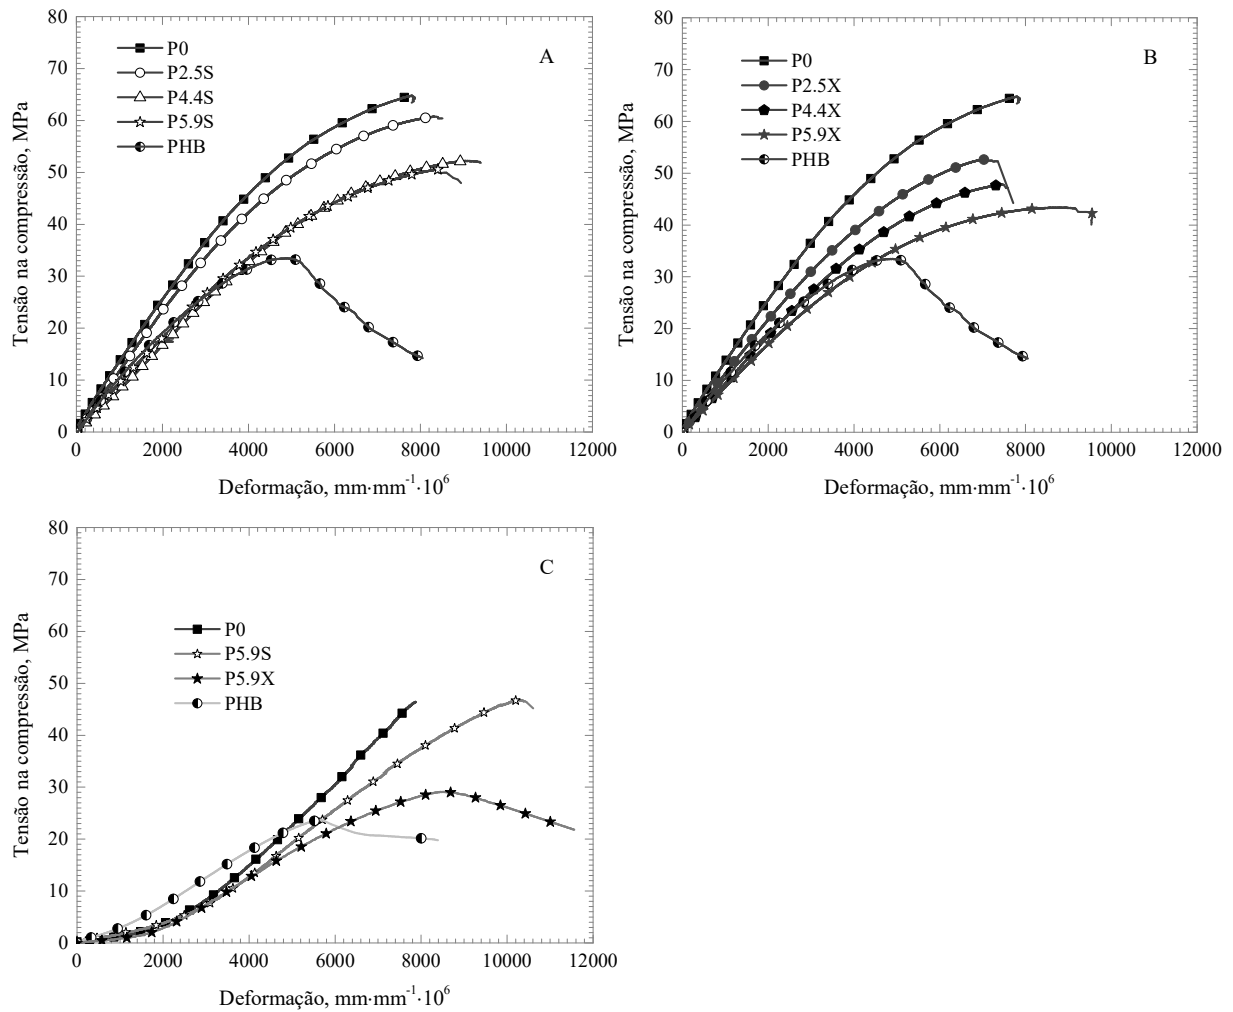 80
70
60
50
40
30
20
10
0
Tensão na compressão, MPa
P0
P2.5S
P4.4S
P5.9S
PHB
A
0 2000 4000 6000 8000 10000 12000
Deformação, mm·mm⁻¹·10⁶
80
70
60
50
40
30
20
10
0
Tensão na compressão, MPa
P0
P2.5X
P4.4X
P5.9X
PHB
B
0 2000 4000 6000 8000 10000 12000
Deformação, mm·mm⁻¹·10⁶
80
70
60
50
40
30
20
10
0
Tensão na compressão, MPa
P0
P5.9S
P5.9X
PHB
C
0 2000 4000 6000 8000 10000 12000
Deformação, mm·mm⁻¹·10⁶